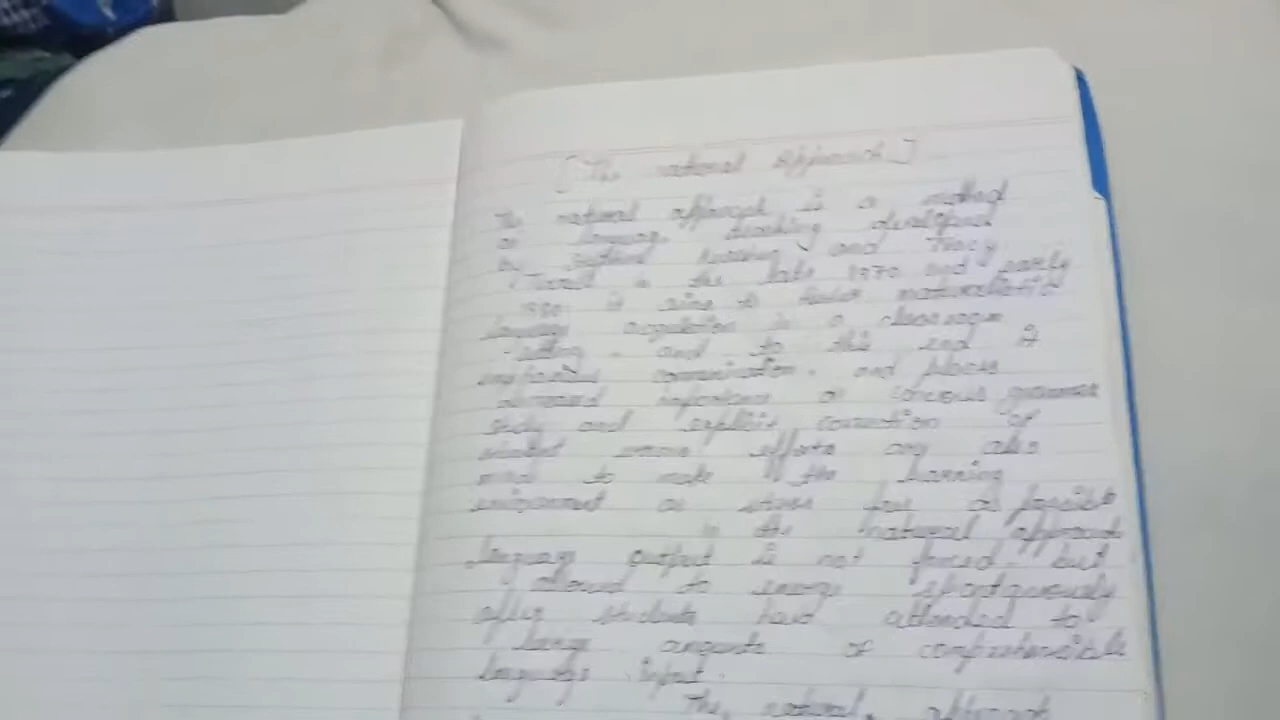 [The natural Approach]
The natural approach is a method
of language teaching developed
by krashen and Tracy
Terrell in the late 1970 and early
1980 it aims to naturalistic
language acquisition in a classroom
setting. and to this end it
emphasises communication. and places
decreased importance on concious grammar
study and explicit correction of
student errors efforts are also
made to make the learning
environment as stress free as possible
in the natural approach
language output is not forced, but
allowed to emerge spontaneously
after students have attended to
large amounts of comprehensible
language input.
The natural approach